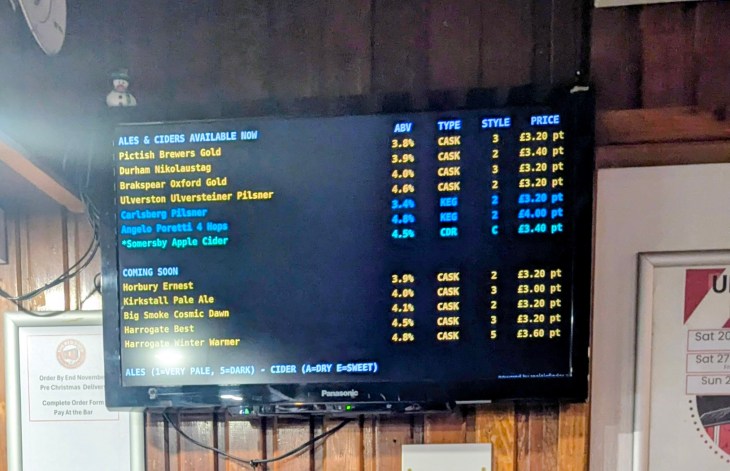 ALES & CIDERS AVAILABLE NOW ABV TYPE STYLE PRICE
Pictish Brewers Gold 3.8% CASK 3 £3.20 pt
Durham Nikolaustag 3.9% CASK 2 £3.40 pt
Brakspear Oxford Gold 4.0% CASK 3 £3.20 pt
Ulverston Ulversteiner Pilsner 4.6% CASK 2 £3.20 pt
Carlsberg Pilsner 3.4% KEG 2 £3.20 pt
Angelo Poretti 4 Hops 4.8% KEG 2 £4.00 pt
*Somersby Apple Cider 4.5% CDR C £3.40 pt
COMING SOON
Horbury Ernest 3.9% CASK 2 £3.20 pt
Kirkstall Pale Ale 4.0% CASK 3 £3.00 pt
Big Smoke Cosmic Dawn 4.1% CASK 2 £3.20 pt
Harrogate Best 4.5% CASK 3 £3.20 pt
Harrogate Winter Warmer 4.8% CASK 5 £3.60 pt
ALES (1=VERY PALE, 5=DARK) - CIDER (A=DRY E=SWEET)
Panasonic
Order By End Novemb
Pre Christmas Deliver
Complete Order Form
Pay At the Bar
U
Sat 20
Sat 27
Sun 2